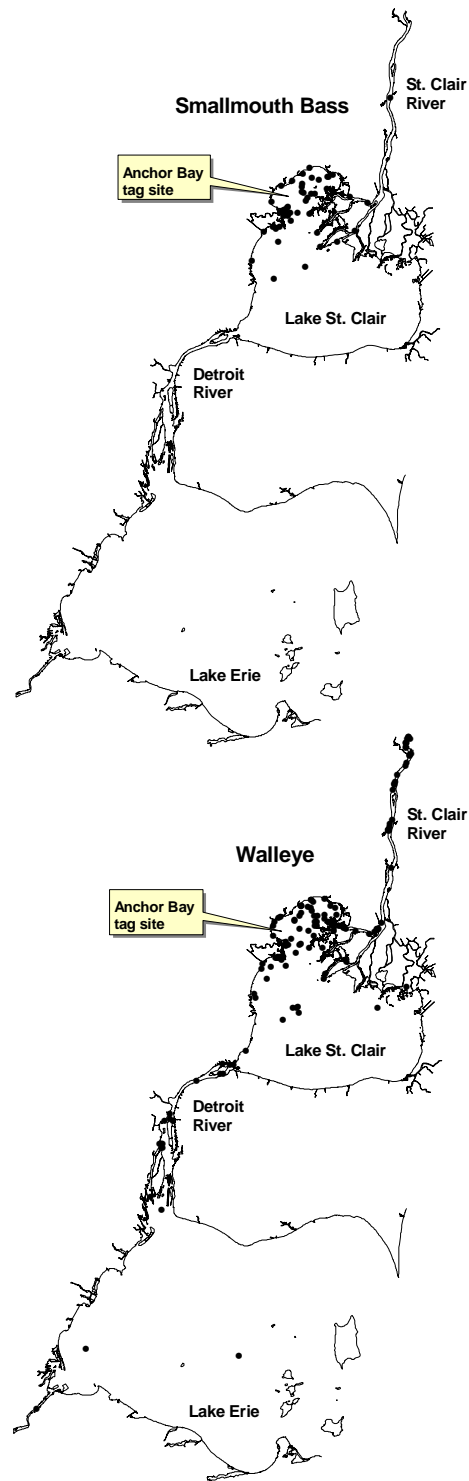 St. Clair
River
Smallmouth Bass
Anchor Bay
tag site
Lake St. Clair
Detroit
River
Lake Erie
St. Clair
River
Walleye
Anchor Bay
tag site
Lake St. Clair
Detroit
River
Lake Erie